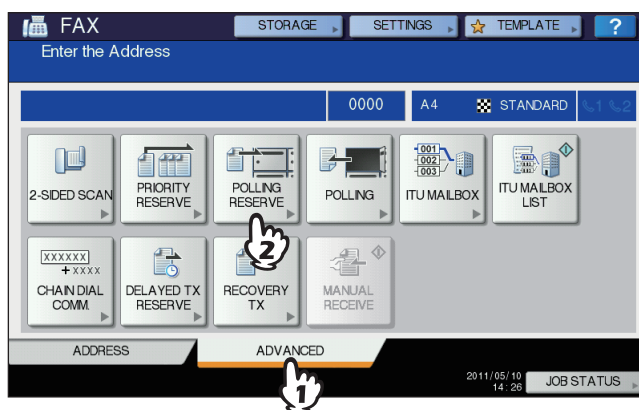 FAX
STORAGE
SETTINGS
TEMPLATE
?
Enter the Address
0000
A4
STANDARD
1
2
2-SIDED SCAN
PRIORITY
RESERVE
POLLING
RESERVE
POLLING
001
002
003
ITU MAILBOX
ITU MAILBOX
LIST
2
XXXXXX
+ XXXX
CHAIN DIAL
COMM.
DELAYED TX
RESERVE
RECOVERY
TX
MANUAL
RECEIVE
ADDRESS
ADVANCED
1
2011/05/10
14:26
JOB STATUS